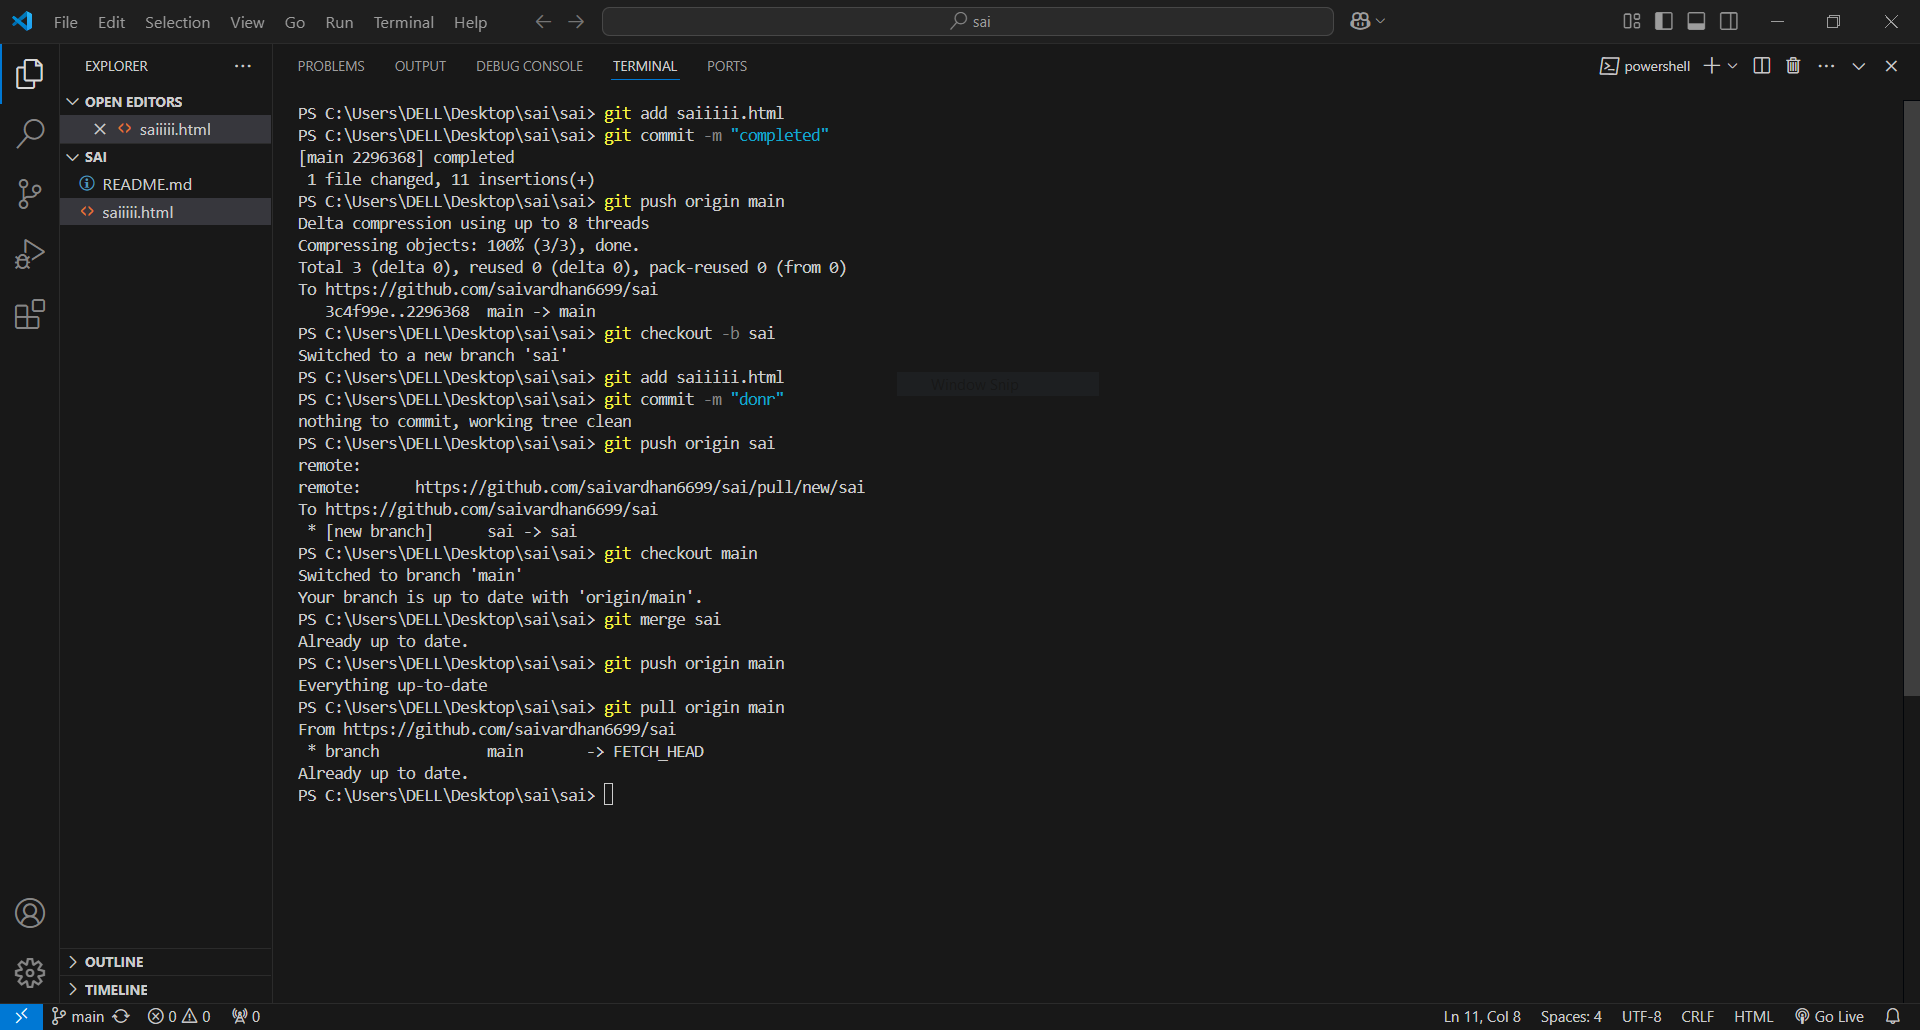 File Edit Selection View Go Run Terminal Help sai
EXPLORER
OPEN EDITORS
saiiiii.html
SAI
README.md
saiiiii.html
OUTLINE
TIMELINE
PROBLEMS OUTPUT DEBUG CONSOLE TERMINAL PORTS powershell
PS C:\Users\DELL\Desktop\sai\sai> git add saiiiii.html
PS C:\Users\DELL\Desktop\sai\sai> git commit -m "completed"
[main 2296368] completed
 1 file changed, 11 insertions(+)
PS C:\Users\DELL\Desktop\sai\sai> git push origin main
Delta compression using up to 8 threads
Compressing objects: 100% (3/3), done.
Total 3 (delta 0), reused 0 (delta 0), pack-reused 0 (from 0)
To https://github.com/saivardhan6699/sai
   3c4f99e..2296368  main -> main
PS C:\Users\DELL\Desktop\sai\sai> git checkout -b sai
Switched to a new branch 'sai'
PS C:\Users\DELL\Desktop\sai\sai> git add saiiiii.html
Window Snip
PS C:\Users\DELL\Desktop\sai\sai> git commit -m "donr"
nothing to commit, working tree clean
PS C:\Users\DELL\Desktop\sai\sai> git push origin sai
remote:
remote:      https://github.com/saivardhan6699/sai/pull/new/sai
To https://github.com/saivardhan6699/sai
 * [new branch]      sai -> sai
PS C:\Users\DELL\Desktop\sai\sai> git checkout main
Switched to branch 'main'
Your branch is up to date with 'origin/main'.
PS C:\Users\DELL\Desktop\sai\sai> git merge sai
Already up to date.
PS C:\Users\DELL\Desktop\sai\sai> git push origin main
Everything up-to-date
PS C:\Users\DELL\Desktop\sai\sai> git pull origin main
From https://github.com/saivardhan6699/sai
 * branch            main       -> FETCH_HEAD
Already up to date.
PS C:\Users\DELL\Desktop\sai\sai>
main 0 0 0 Ln 11, Col 8 Spaces: 4 UTF-8 CRLF HTML Go Live